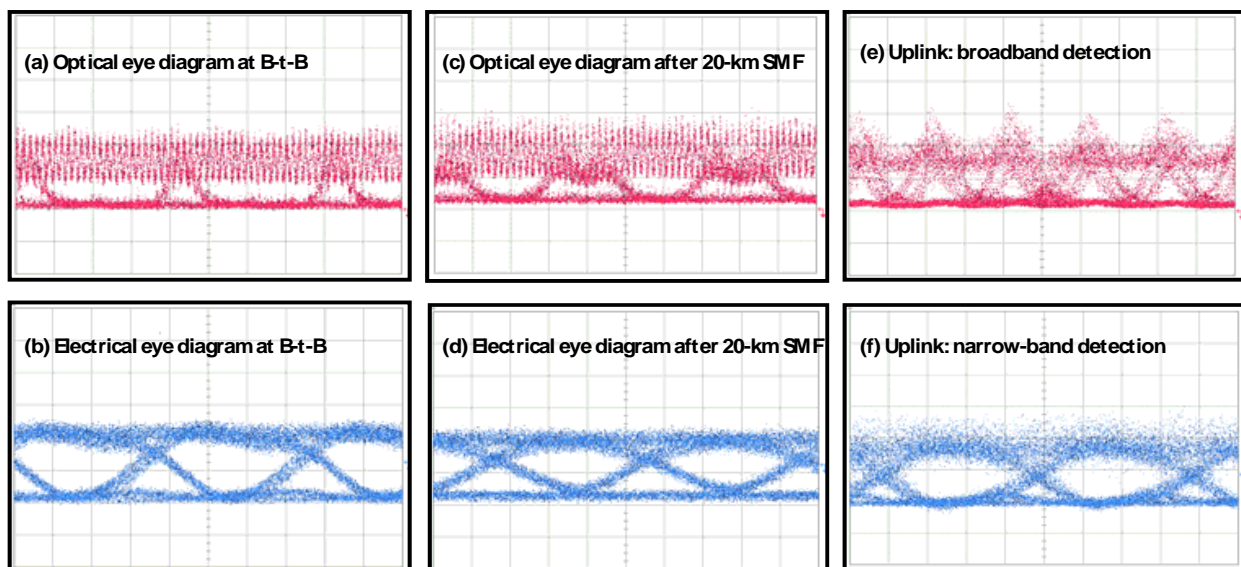 (a) Optical eye diagram at B-t-B
(c) Optical eye diagram after 20-km SMF
(e) Uplink: broadband detection
(b) Electrical eye diagram at B-t-B
(d) Electrical eye diagram after 20-km SMF
(f) Uplink: narrow-band detection